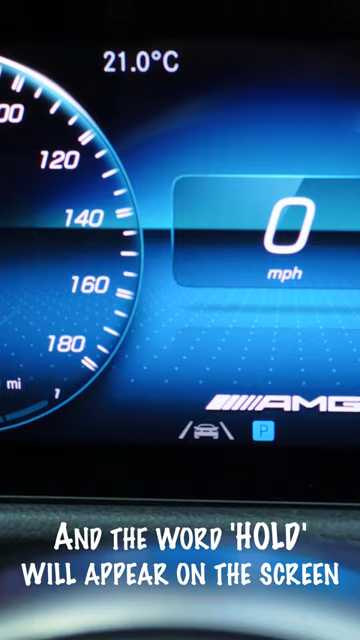 21.0°C
00
120
140
0
mph
160
180
mi
AMG
P
AND THE WORD 'HOLD'
WILL APPEAR ON THE SCREEN